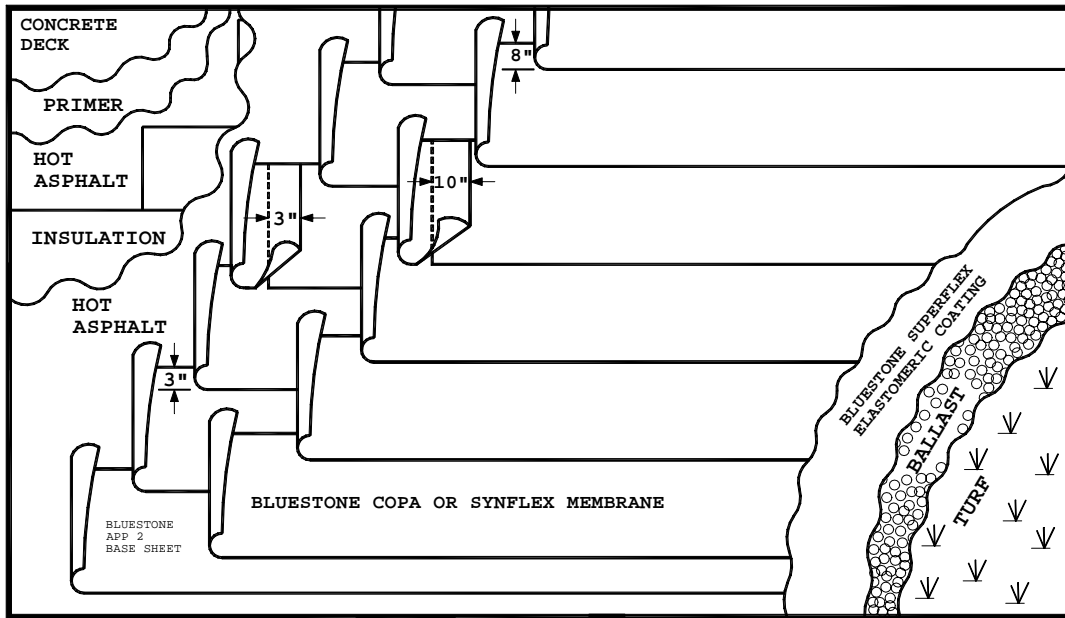 CONCRETE
DECK
8"
PRIMER
HOT
ASPHALT
10"
3"
INSULATION
HOT
ASPHALT
3"
BLUESTONE SUPERFLEX
ELASTOMERIC COATING
BALLAST
TURF
BLUESTONE COPA OR SYNFLEX MEMBRANE
BLUESTONE
APP 2
BASE SHEET